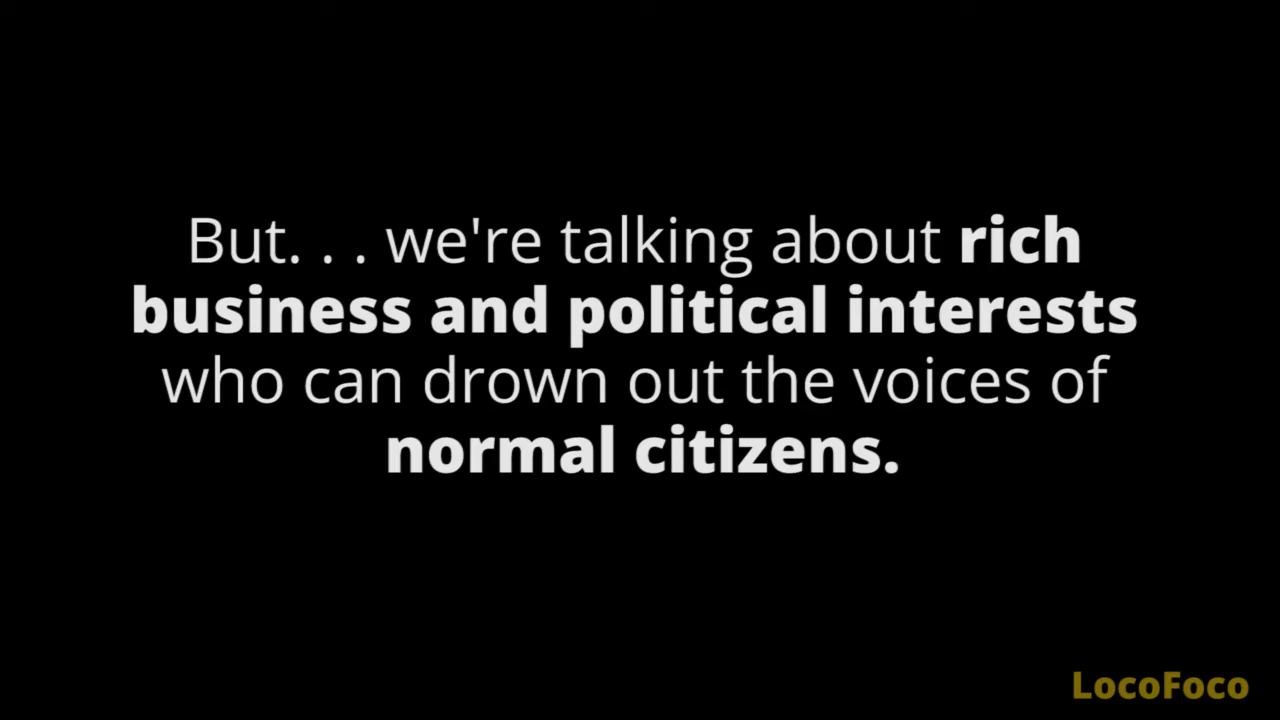 But. . . we're talking about rich
business and political interests
who can drown out the voices of
normal citizens.
LocoFoco